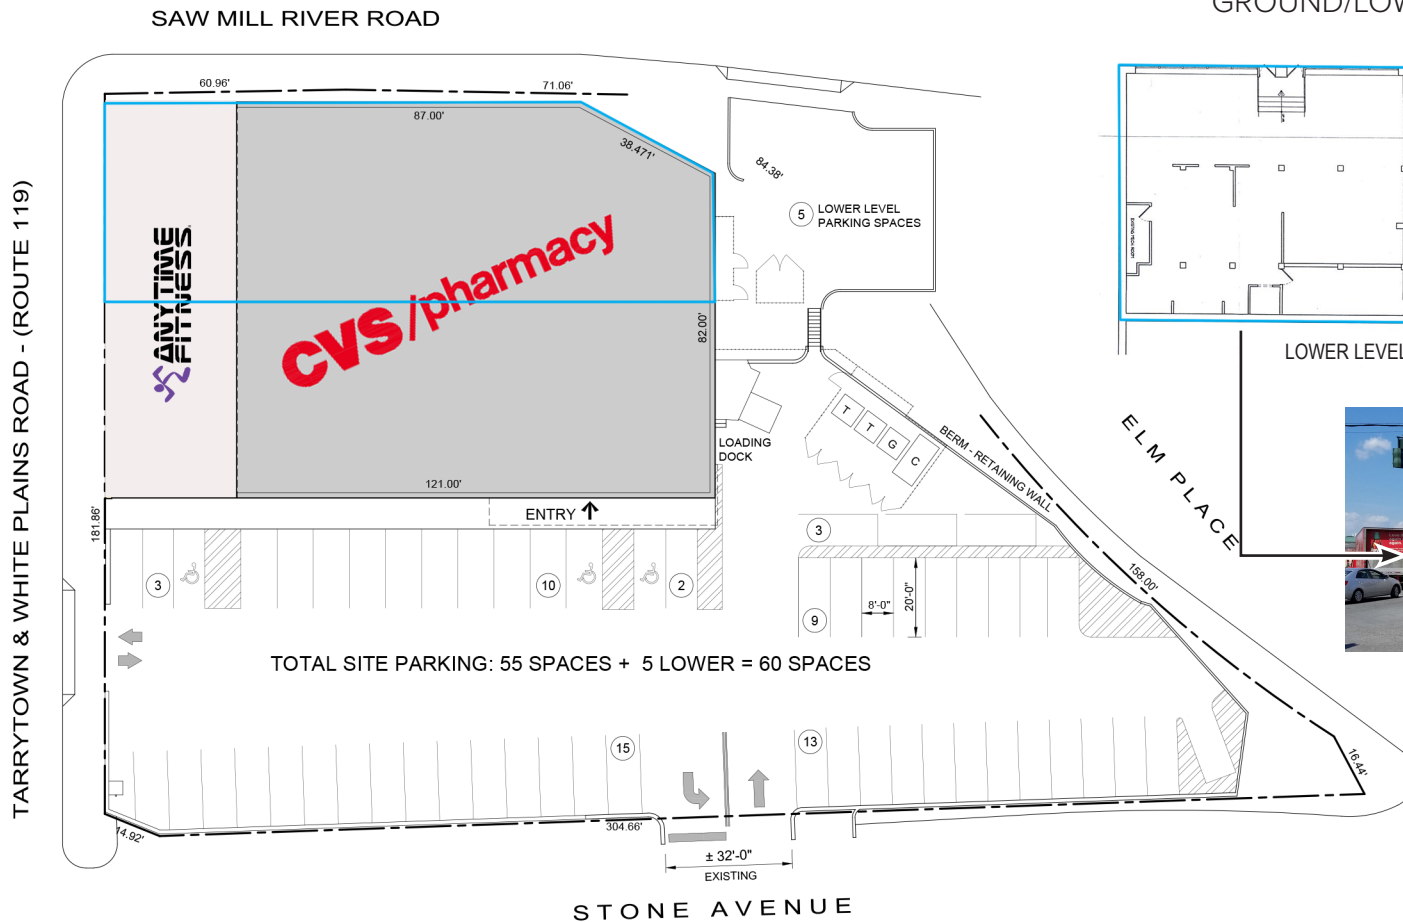 SAW MILL RIVER ROAD
GROUND/LOW
60.96'
71.06'
87.00'
38.471'
84.38'
5
LOWER LEVEL
PARKING SPACES
TARRYTOWN & WHITE PLAINS ROAD - (ROUTE 119)
ANYTIME
FITNESS
CVS/pharmacy
82.00'
LOWER LEVEL
ELM PLACE
T
T
G
C
LOADING
DOCK
BERM - RETAINING WALL
121.00'
ENTRY
181.86'
3
3
10
2
9
8'-0"
20'-0"
158.00'
TOTAL SITE PARKING: 55 SPACES + 5 LOWER = 60 SPACES
15
13
16.44'
14.92'
304.66'
± 32'-0"
EXISTING
STONE AVENUE